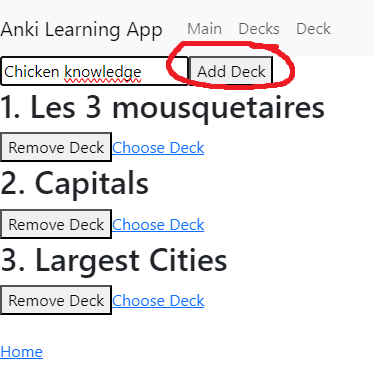 Anki Learning App Main Decks Deck
Chicken knowledge Add Deck
1. Les 3 mousquetaires
Remove Deck Choose Deck
2. Capitals
Remove Deck Choose Deck
3. Largest Cities
Remove Deck Choose Deck
Home